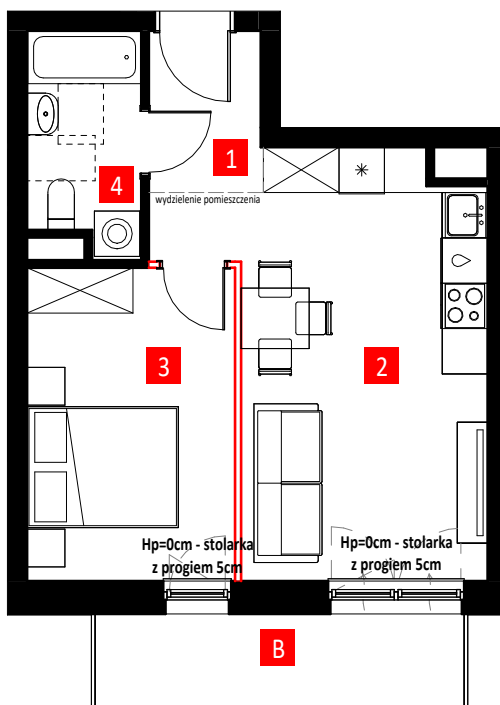 1
4
wydzielenie pomieszczenia
3
2
Hp=0cm - stolarka
z progiem 5cm
Hp=0cm - stolarka
z progiem 5cm
B